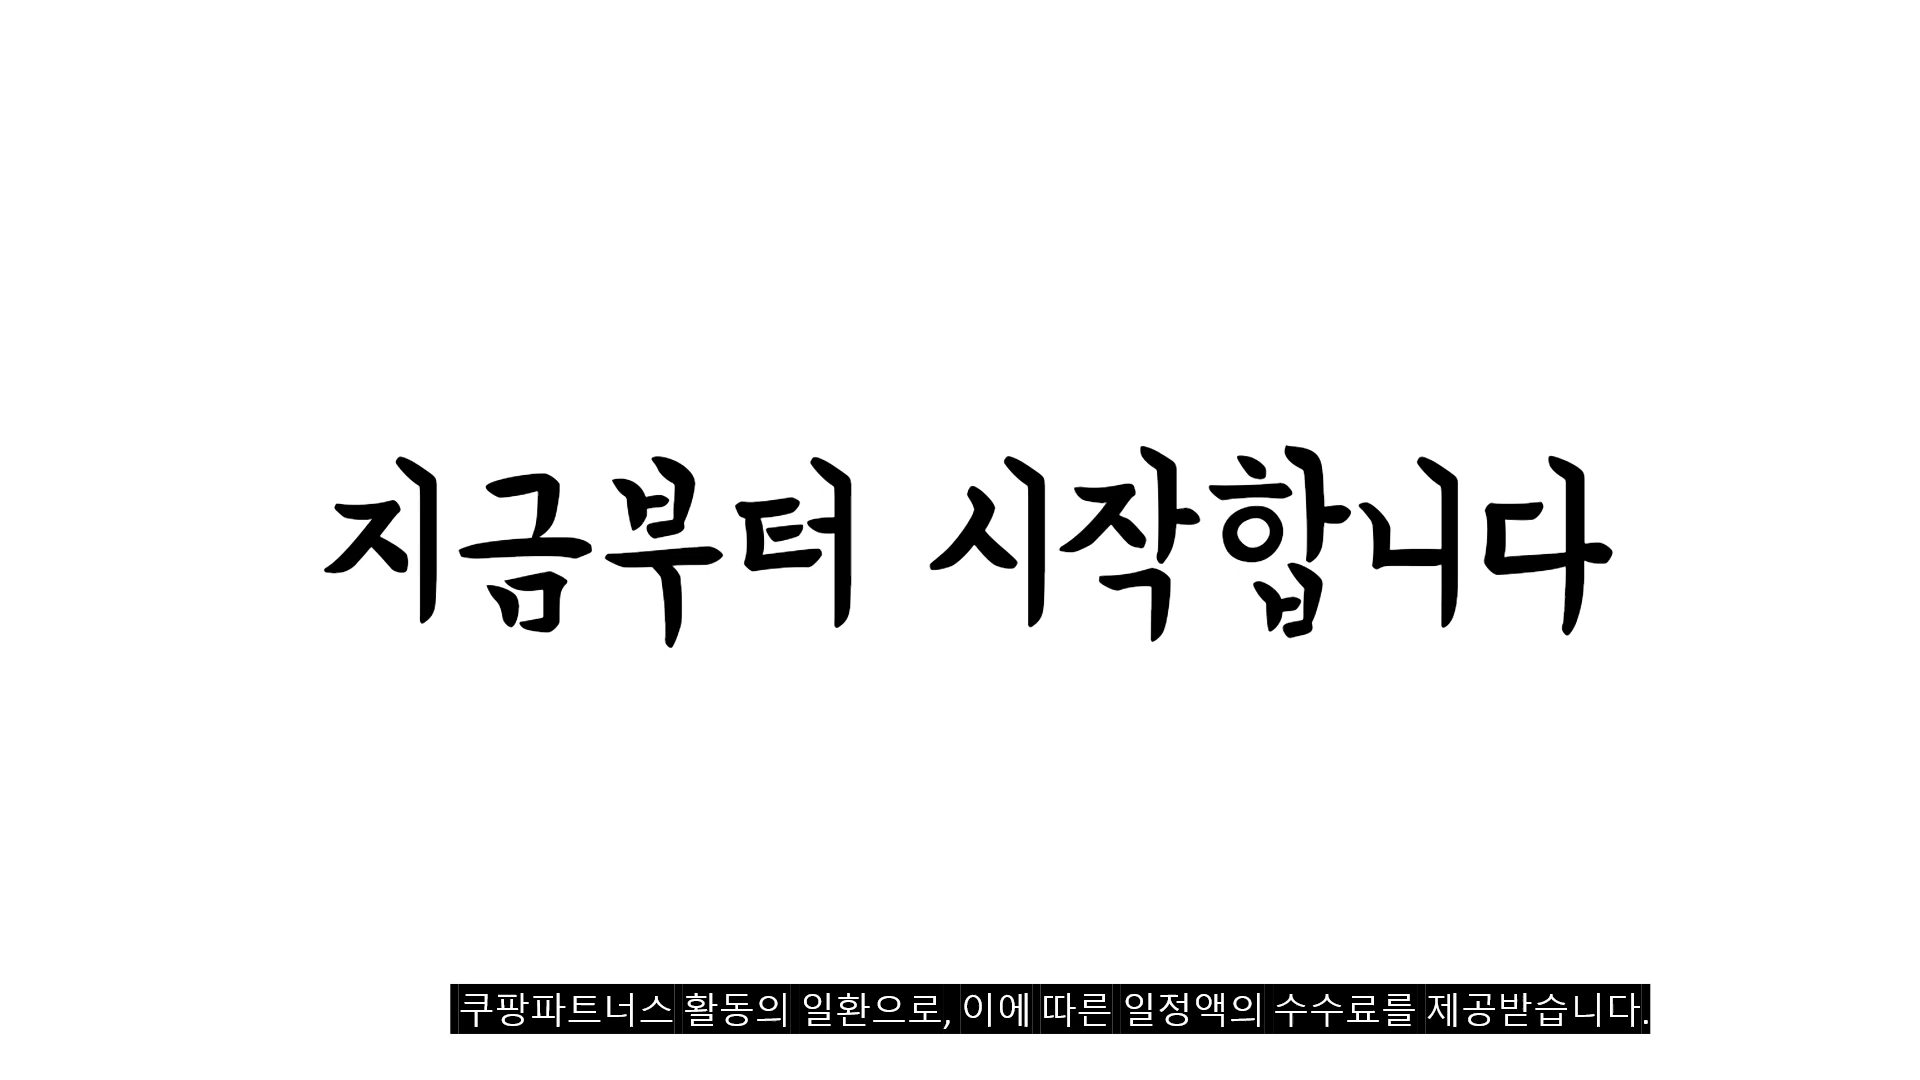 지금부터 시작합니다
쿠팡파트너스 활동의 일환으로, 이에 따른 일정액의 수수료를 제공받습니다.